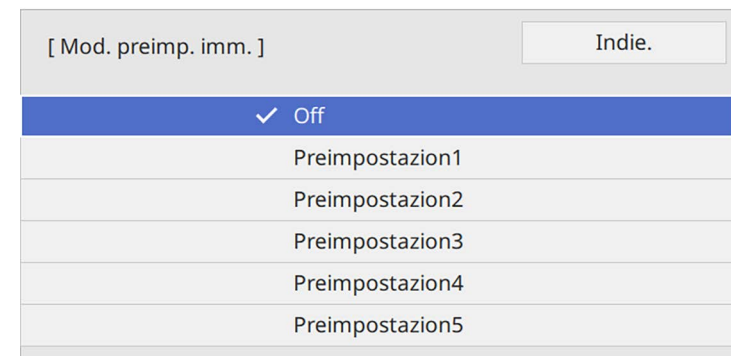 [ Mod. preimp. imm. ]
Indie.
Off
Preimpostazion1
Preimpostazion2
Preimpostazion3
Preimpostazion4
Preimpostazion5